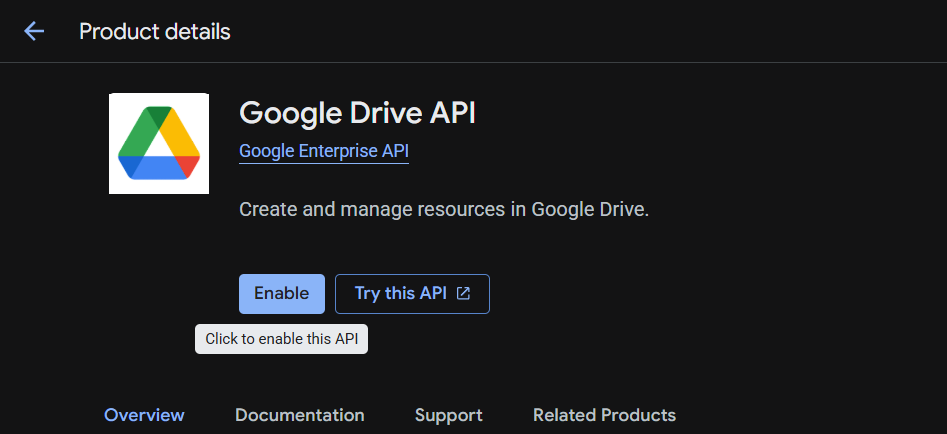 Product details
Google Drive API
Google Enterprise API
Create and manage resources in Google Drive.
Enable
Try this API
Click to enable this API
Overview
Documentation
Support
Related Products